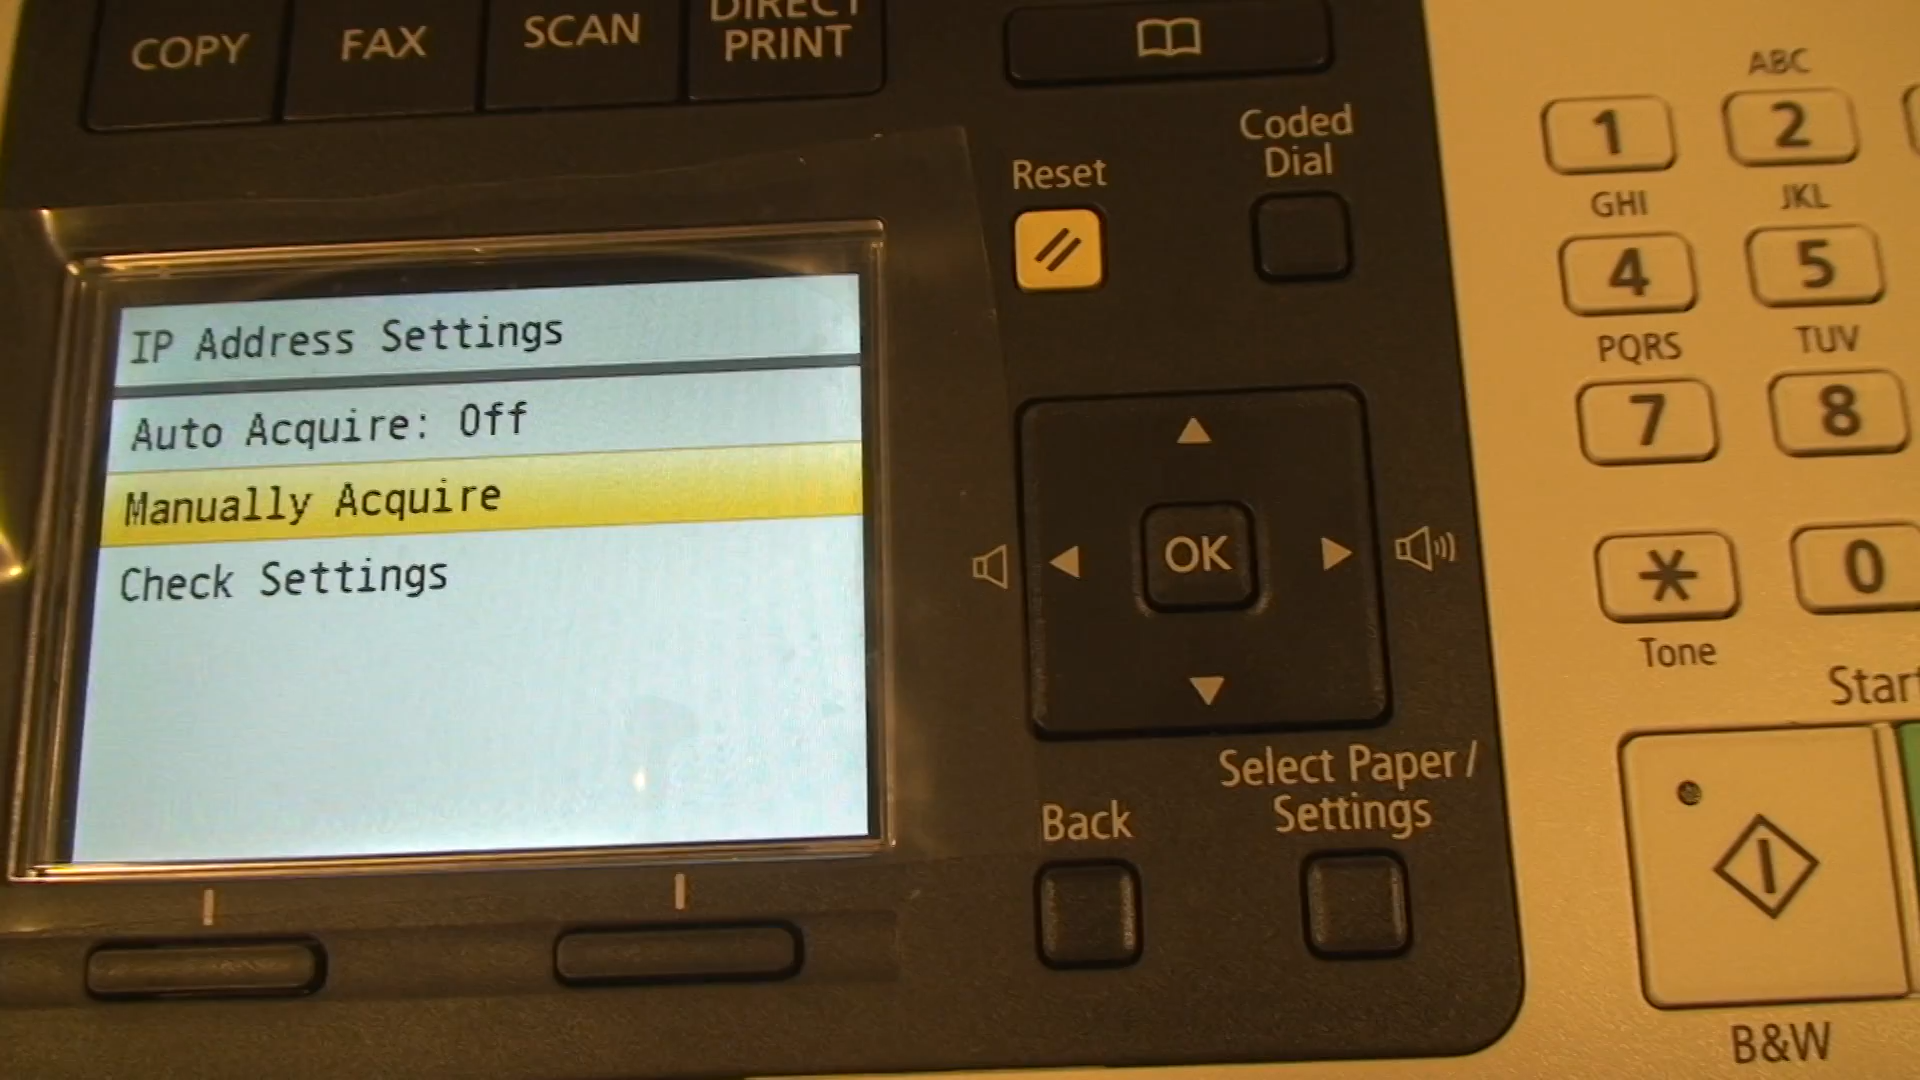 COPY
FAX
SCAN
DIRECT
PRINT
Coded
Dial
Reset
ABC
1
2
GHI
JKL
4
5
PQRS
TUV
7
8
*
0
Tone
IP Address Settings
Auto Acquire: Off
Manually Acquire
Check Settings
OK
Back
Select Paper /
Settings
Start
B&W